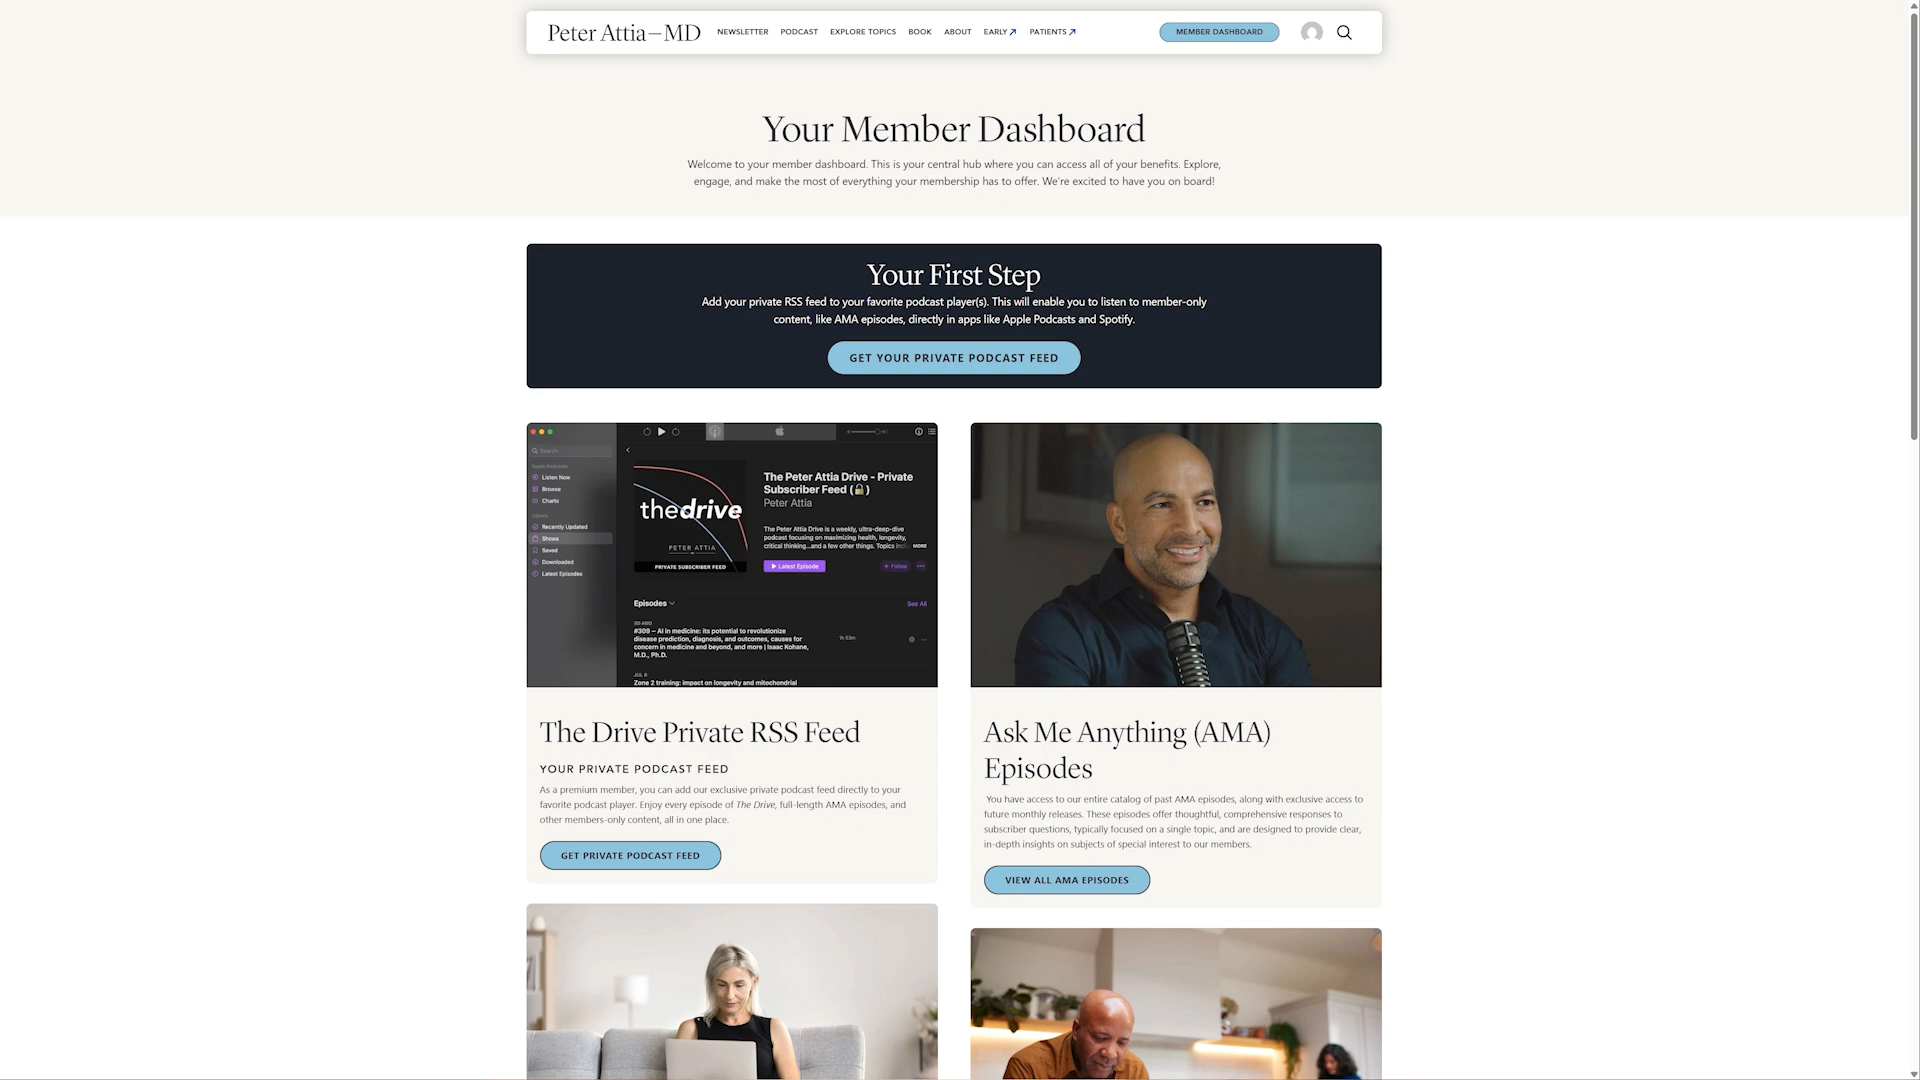 Peter Attia—MD
NEWSLETTER
PODCAST
EXPLORE TOPICS
BOOK
ABOUT
EARLY
PATIENTS
MEMBER DASHBOARD
Your Member Dashboard
Welcome to your member dashboard. This is your central hub where you can access all of your benefits. Explore,
engage, and make the most of everything your membership has to offer. We're excited to have you on board!
Your First Step
Add your private RSS feed to your favorite podcast player(s). This will enable you to listen to member-only
content, like AMA episodes, directly in apps like Apple Podcasts and Spotify.
GET YOUR PRIVATE PODCAST FEED
Search
Apple Podcasts
Listen Now
Browse
Charts
Library
Recently Updated
Shows
Saved
Downloaded
Latest Episodes
thedrive
PETER ATTIA
PRIVATE SUBSCRIBER FEED
The Peter Attia Drive - Private
Subscriber Feed (🔒)
Peter Attia
The Peter Attia Drive is a weekly, ultra-deep-dive
podcast focusing on maximizing health, longevity,
critical thinking...and a few other things. Topics incl
MORE
Latest Episode
+ Follow
Episodes
See All
2D AGO
#309 – AI in medicine: its potential to revolutionize
disease prediction, diagnosis, and outcomes, causes for
concern in medicine and beyond, and more | Isaac Kohane,
M.D., Ph.D.
JUL 8
Zone 2 training: impact on longevity and mitochondrial
The Drive Private RSS Feed
YOUR PRIVATE PODCAST FEED
As a premium member, you can add our exclusive private podcast feed directly to your
favorite podcast player. Enjoy every episode of The Drive, full-length AMA episodes, and
other members-only content, all in one place.
GET PRIVATE PODCAST FEED
Ask Me Anything (AMA)
Episodes
You have access to our entire catalog of past AMA episodes, along with exclusive access to
future monthly releases. These episodes offer thoughtful, comprehensive responses to
subscriber questions, typically focused on a single topic, and are designed to provide clear,
in-depth insights on subjects of special interest to our members.
VIEW ALL AMA EPISODES